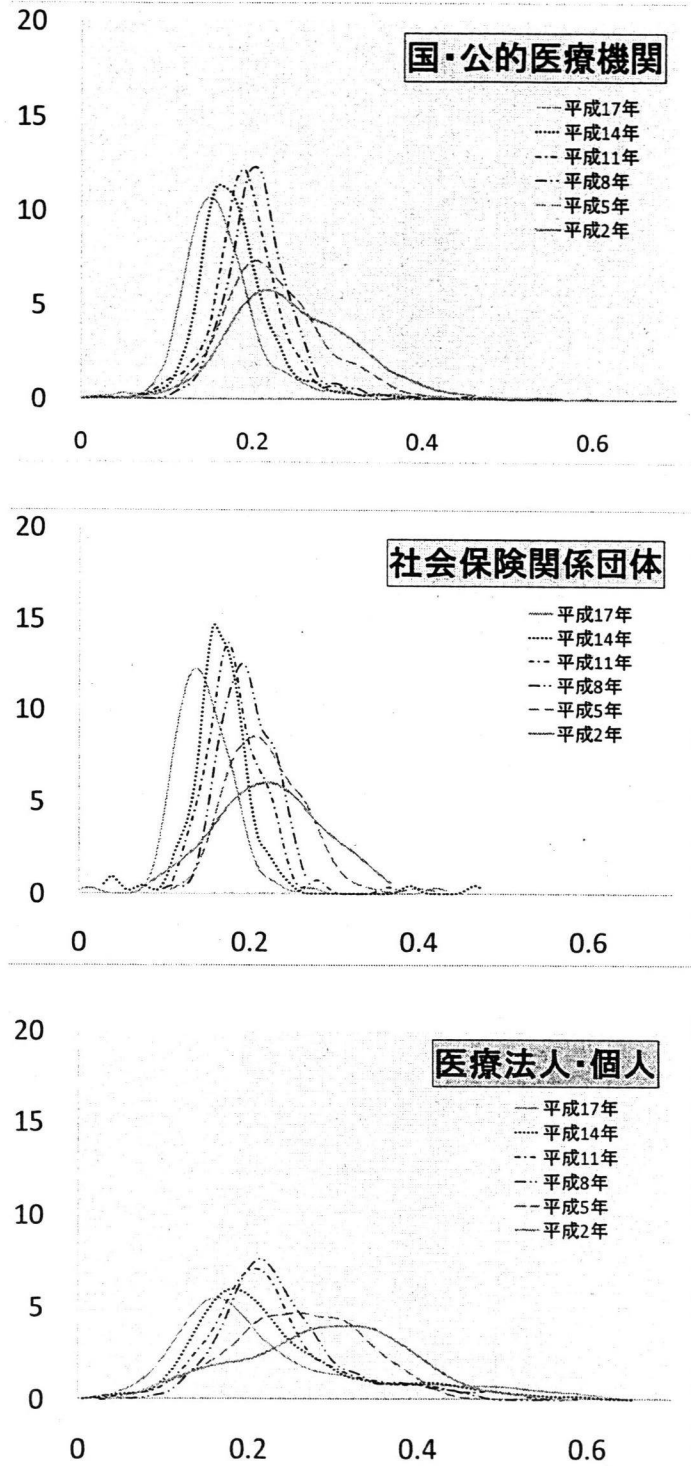 20
国・公的医療機関
平成17年
15
平成14年
平成11年
平成8年
10
平成5年
平成2年
5
0
0 0.2 0.4 0.6
20
社会保険関係団体
平成17年
15
平成14年
平成11年
平成8年
10
平成5年
平成2年
5
0
0 0.2 0.4 0.6
20
医療法人・個人
平成17年
15
平成14年
平成11年
平成8年
10
平成5年
平成2年
5
0
0 0.2 0.4 0.6